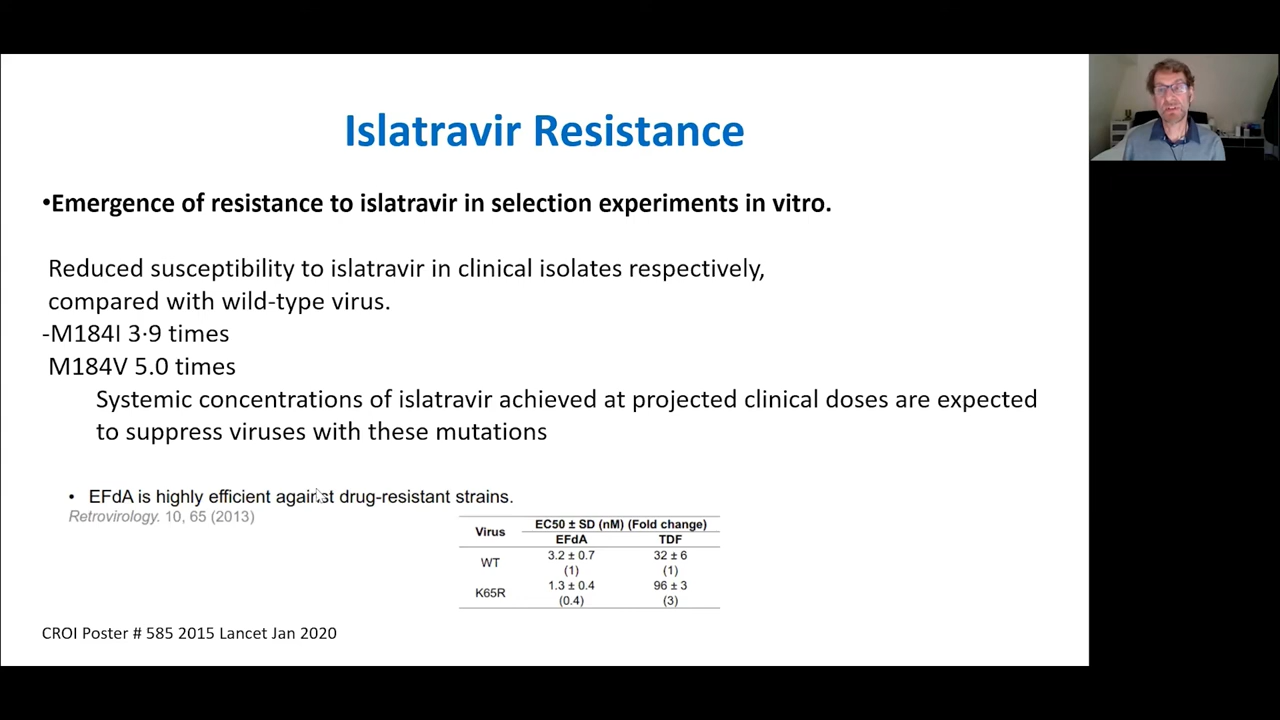 Islatravir Resistance
•Emergence of resistance to islatravir in selection experiments in vitro.
Reduced susceptibility to islatravir in clinical isolates respectively,
compared with wild-type virus.
-M184I 3·9 times
M184V 5.0 times
Systemic concentrations of islatravir achieved at projected clinical doses are expected
to suppress viruses with these mutations
• EFdA is highly efficient against drug-resistant strains.
Retrovirology. 10, 65 (2013)
Virus EC50 ± SD (nM) (Fold change)
EFdA TDF
WT 3.2 ± 0.7 32 ± 6
(1) (1)
K65R 1.3 ± 0.4 96 ± 3
(0.4) (3)
CROI Poster # 585 2015 Lancet Jan 2020